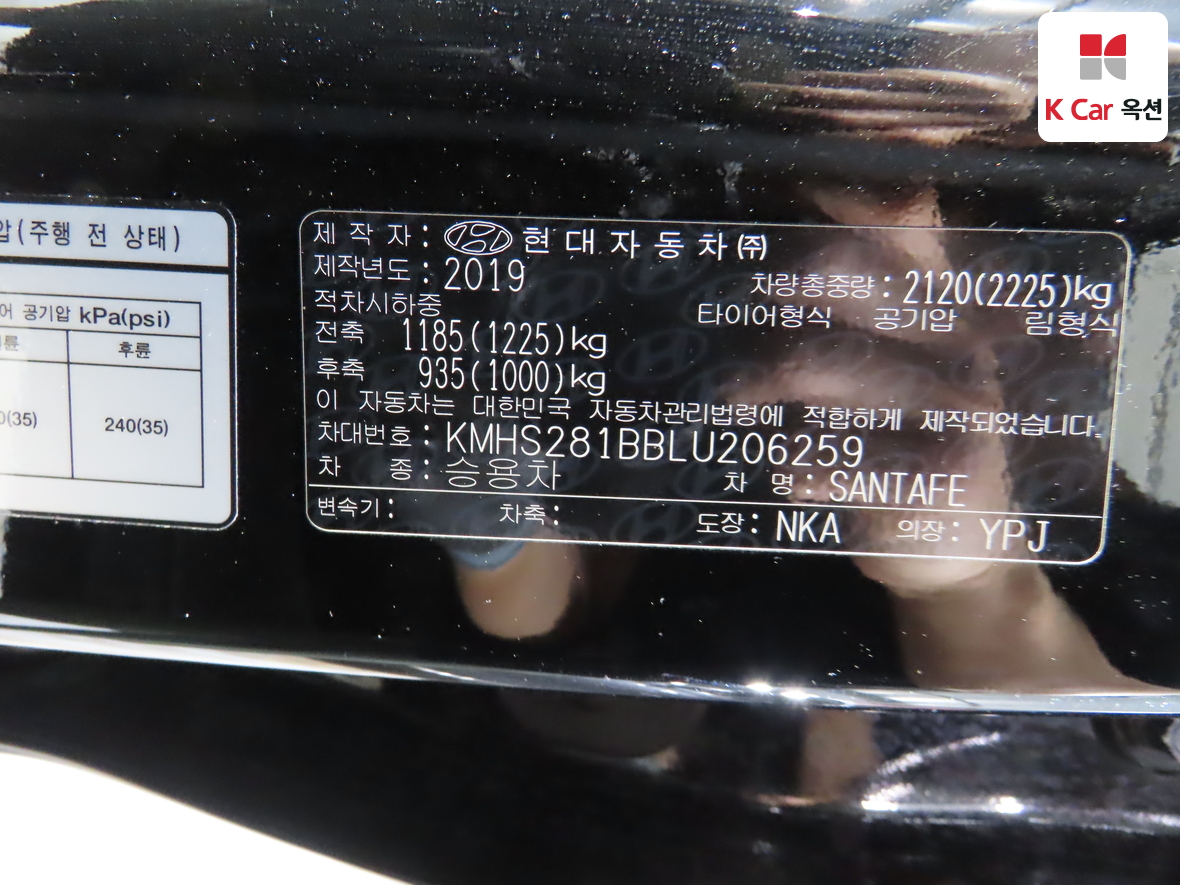 K Car 옥션
압(주행 전 상태)
어 공기압 kPa(psi)
후륜
240(35)
제 작 자 : 현 대 자 동 차 ㈜
제작년도 : 2019
차량총중량 : 2120(2225)kg
적차시하중
타이어형식 공기압 림형식
전축 1185(1225)kg
후축 935(1000)kg
이 자동차는 대한민국 자동차관리법령에 적합하게 제작되었습니다.
차대번호 : KMHS281BBLU206259
차 종 : 승용차
차 명 : SANTAFE
변속기 : 차축 : 도장 : NKA 의장 : YPJ